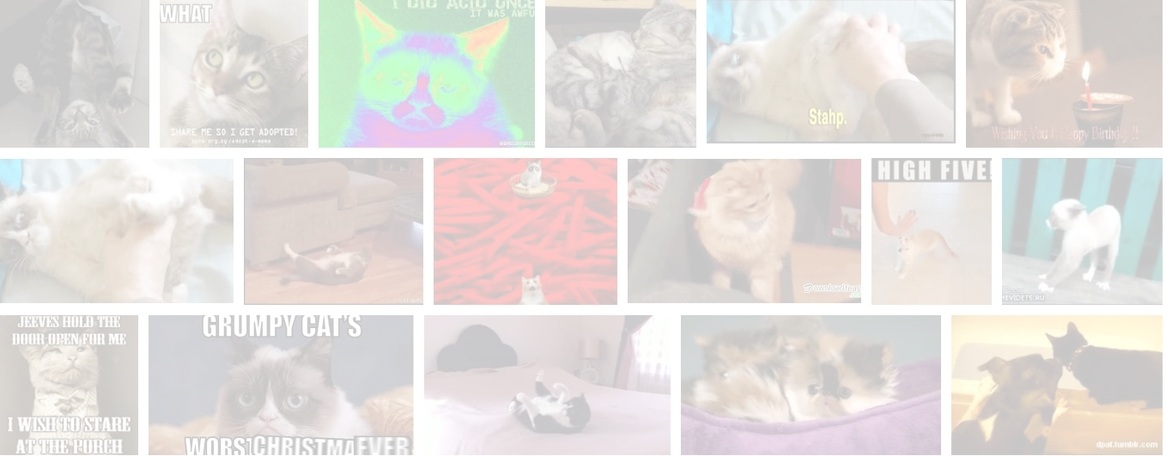 WHAT
SHARE ME SO I GET ADOPTED!
I DID ACID ONCE
IT WAS AWFUL
Stahp.
Wishing You Happy Birthday !!
HIGH FIVE!
JEEVES HOLD THE
DOOR OPEN FOR ME
I WISH TO STARE
AT THE PORCH
GRUMPY CAT'S
WORST CHRISTMAS EVER
dpaf.tumblr.com